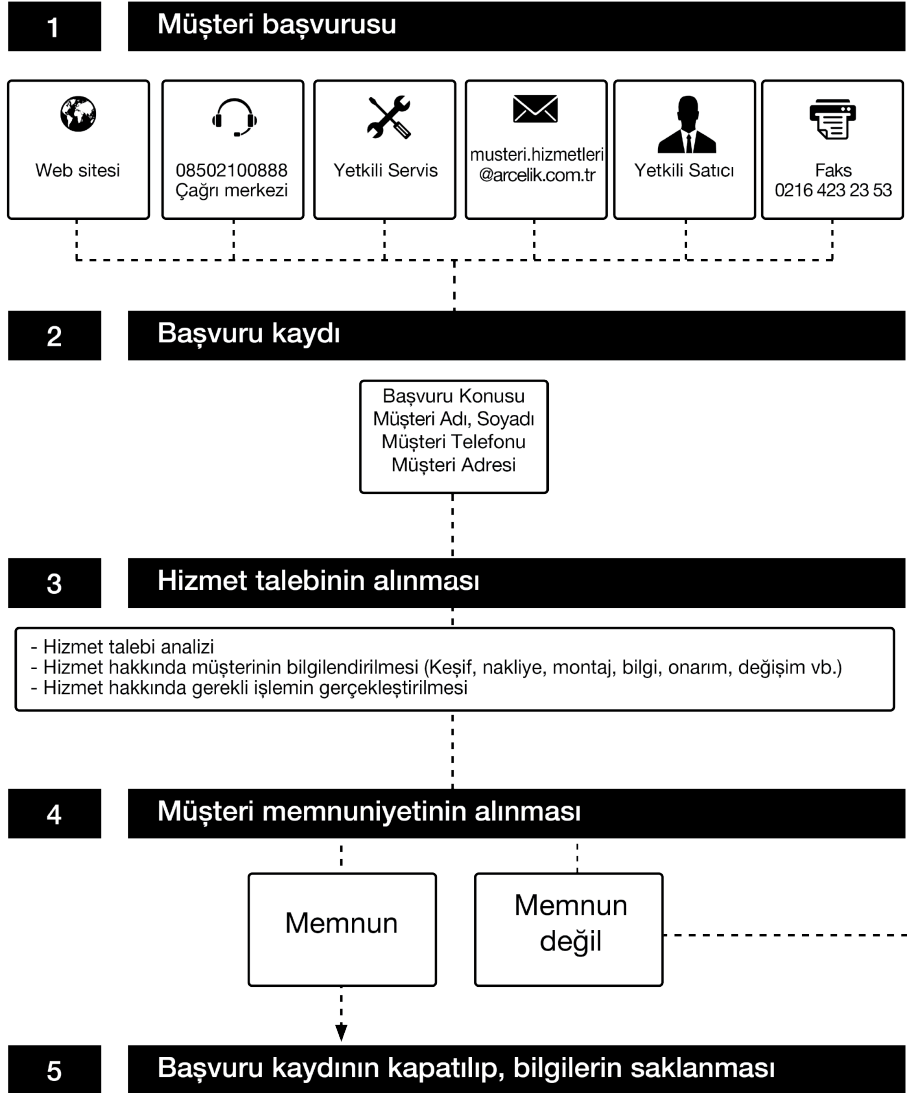 1 Müşteri başvurusu
Web sitesi
08502100888
Çağrı merkezi
Yetkili Servis
musteri.hizmetleri
@arcelik.com.tr
Yetkili Satıcı
Faks
0216 423 23 53
2 Başvuru kaydı
Başvuru Konusu
Müşteri Adı, Soyadı
Müşteri Telefonu
Müşteri Adresi
3 Hizmet talebinin alınması
- Hizmet talebi analizi
- Hizmet hakkında müşterinin bilgilendirilmesi (Keşif, nakliye, montaj, bilgi, onarım, değişim vb.)
- Hizmet hakkında gerekli işlemin gerçekleştirilmesi
4 Müşteri memnuniyetinin alınması
Memnun
Memnun
değil
5 Başvuru kaydının kapatılıp, bilgilerin saklanması